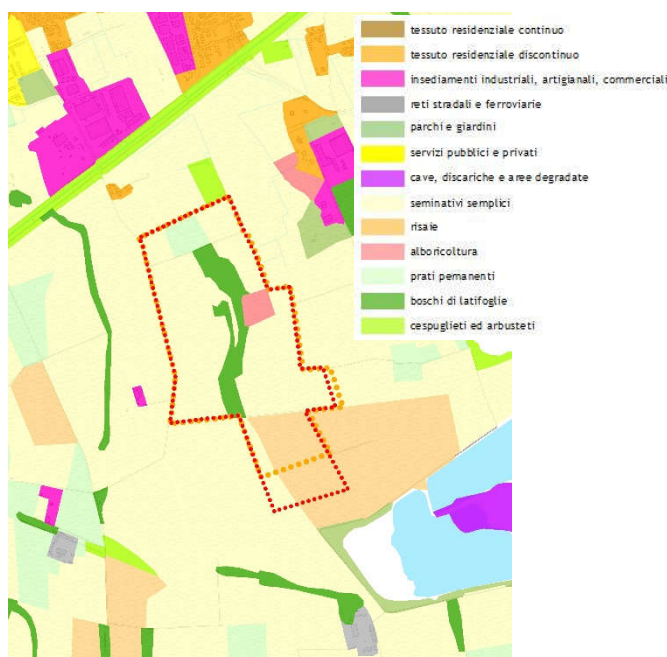 tessuto residenziale continuo
tessuto residenziale discontinuo
insediamenti industriali, artigianali, commerciali
reti stradali e ferroviarie
parchi e giardini
servizi pubblici e privati
cave, discariche e aree degradate
seminativi semplici
risaie
alboricoltura
prati pemanenti
boschi di latifoglie
cespuglieti ed arbusteti